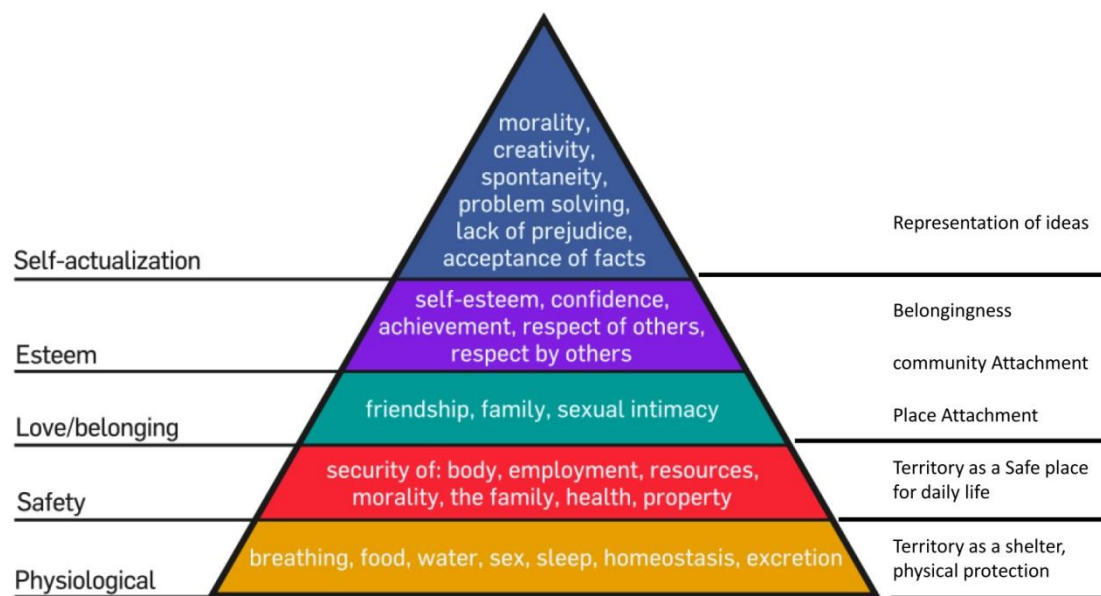 morality,
creativity,
spontaneity,
problem solving,
lack of prejudice,
acceptance of facts
Self-actualization
Representation of ideas
self-esteem, confidence,
achievement, respect of others,
respect by others
Esteem
Belongingness
community Attachment
Place Attachment
friendship, family, sexual intimacy
Love/belonging
security of: body, employment, resources,
morality, the family, health, property
Safety
Territory as a Safe place
for daily life
breathing, food, water, sex, sleep, homeostasis, excretion
Physiological
Territory as a shelter,
physical protection